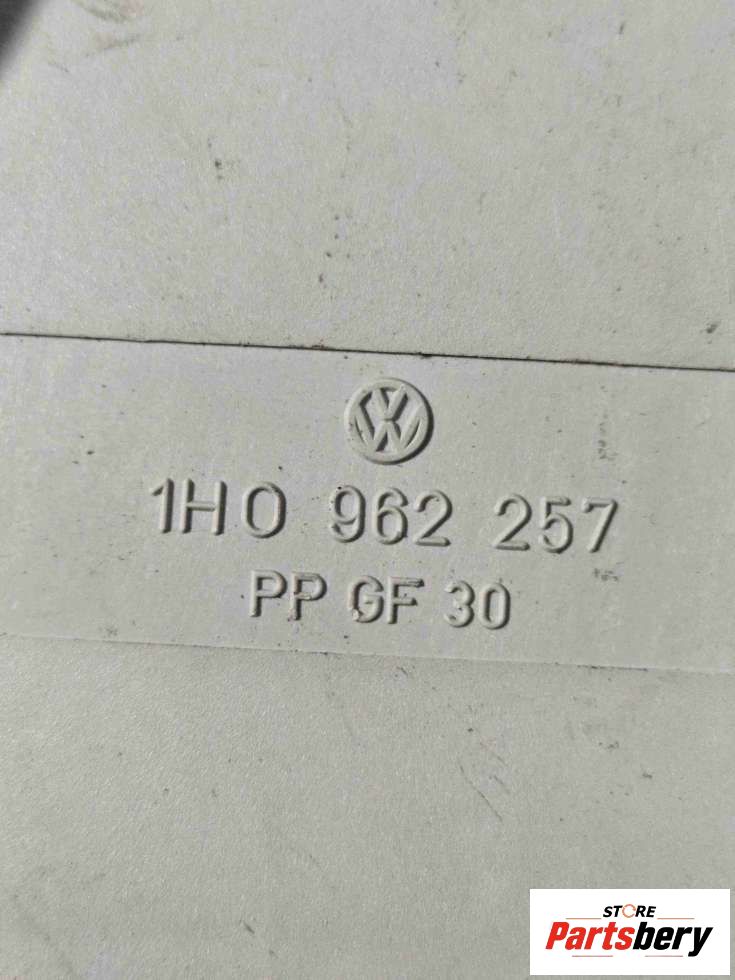 1H0 962 257
PP GF 30
STORE
Partsbery